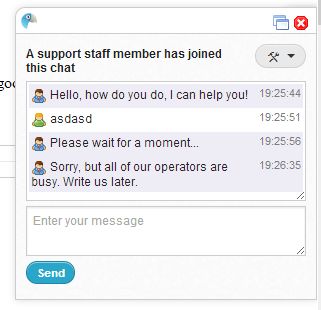 A support staff member has joined
this chat
Hello, how do you do, I can help you! 19:25:44
asdasd 19:25:51
Please wait for a moment... 19:25:56
Sorry, but all of our operators are 19:26:35
busy. Write us later.
Enter your message
Send